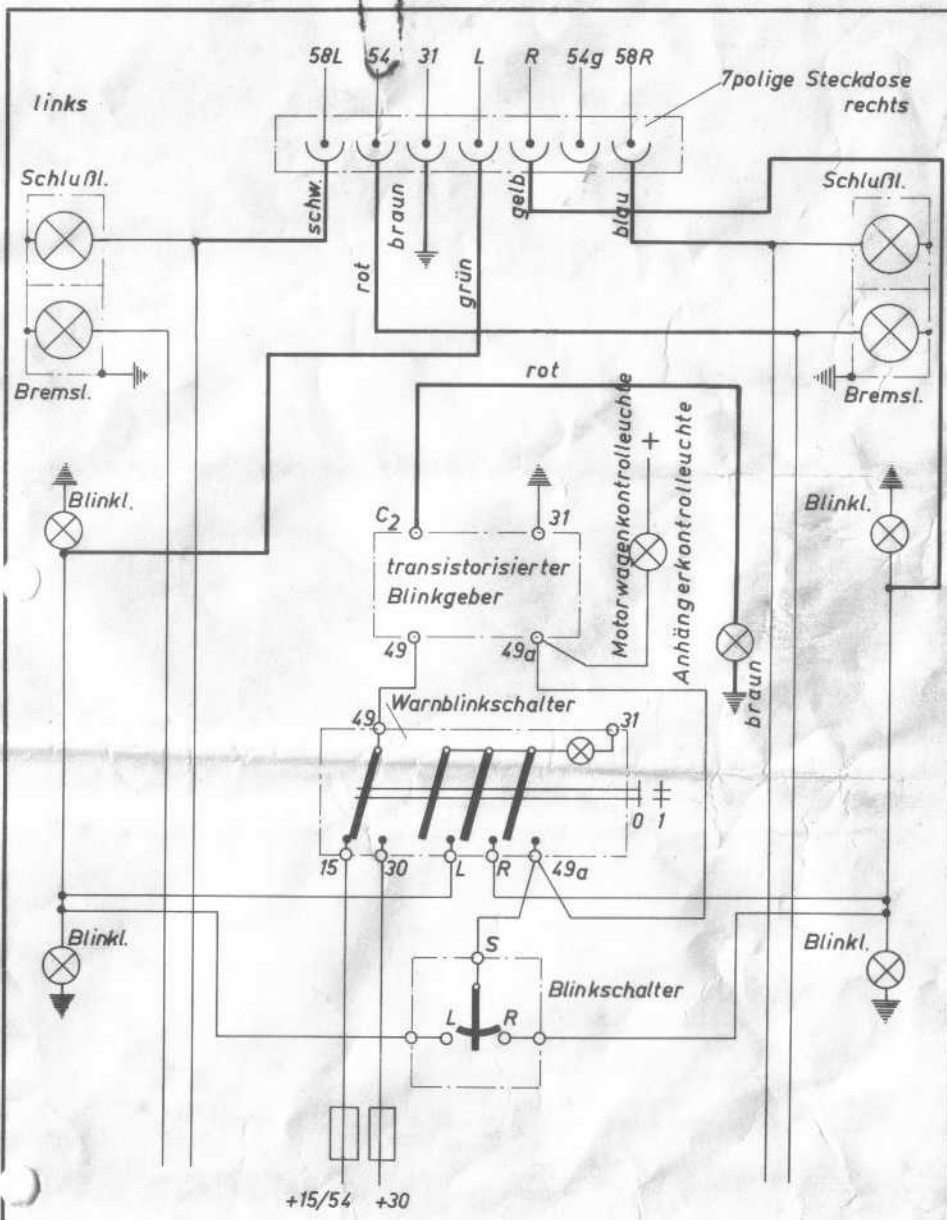 58L 54 31 L R 54g 58R
7polige Steckdose
links
rechts
Schlußl.
Schlußl.
schw.
rot
braun
grün
gelb
blau
Bremsl.
Bremsl.
rot
Motorwagenkontrolleuchte
Anhängerkontrolleuchte
+
Blinkl.
Blinkl.
C2
31
transistorisierter
Blinkgeber
49
49a
braun
Warnblinkschalter
49
31
0 1
15 30 L R 49a
Blinkl.
Blinkl.
S
Blinkschalter
L R
+15/54 +30